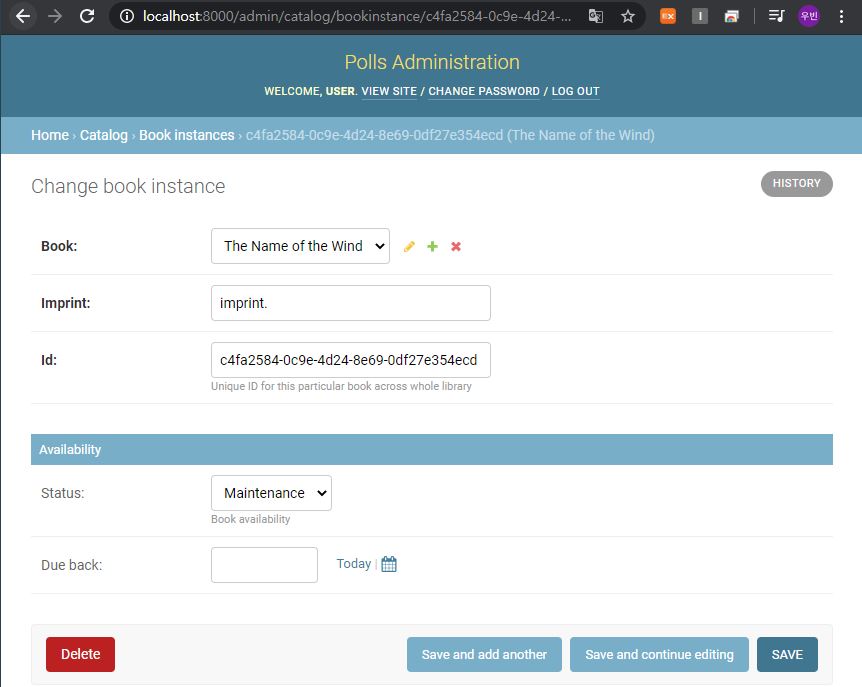 localhost:8000/admin/catalog/bookinstance/c4fa2584-0c9e-4d24-...
우빈
Polls Administration
WELCOME, USER. VIEW SITE / CHANGE PASSWORD / LOG OUT
Home › Catalog › Book instances › c4fa2584-0c9e-4d24-8e69-0df27e354ecd (The Name of the Wind)
Change book instance
HISTORY
Book: The Name of the Wind
Imprint: imprint.
Id: c4fa2584-0c9e-4d24-8e69-0df27e354ecd
Unique ID for this particular book across whole library
Availability
Status: Maintenance
Book availability
Due back: Today |
Delete Save and add another Save and continue editing SAVE